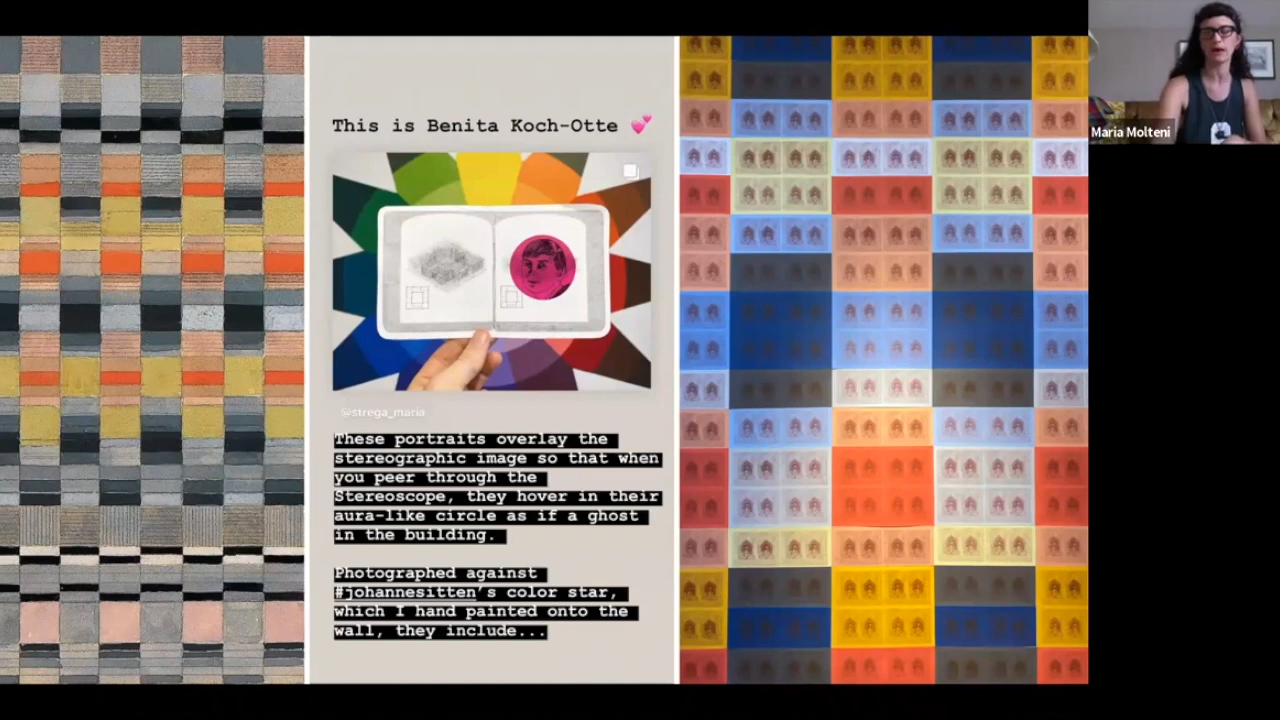 This is Benita Koch-Otte 💕
@strega_maria
These portraits overlay the
stereographic image so that when
you peer through the
Stereoscope, they hover in their
aura-like circle as if a ghost
in the building.
Photographed against
#johannesitten's color star,
which I hand painted onto the
wall, they include...
Maria Molteni